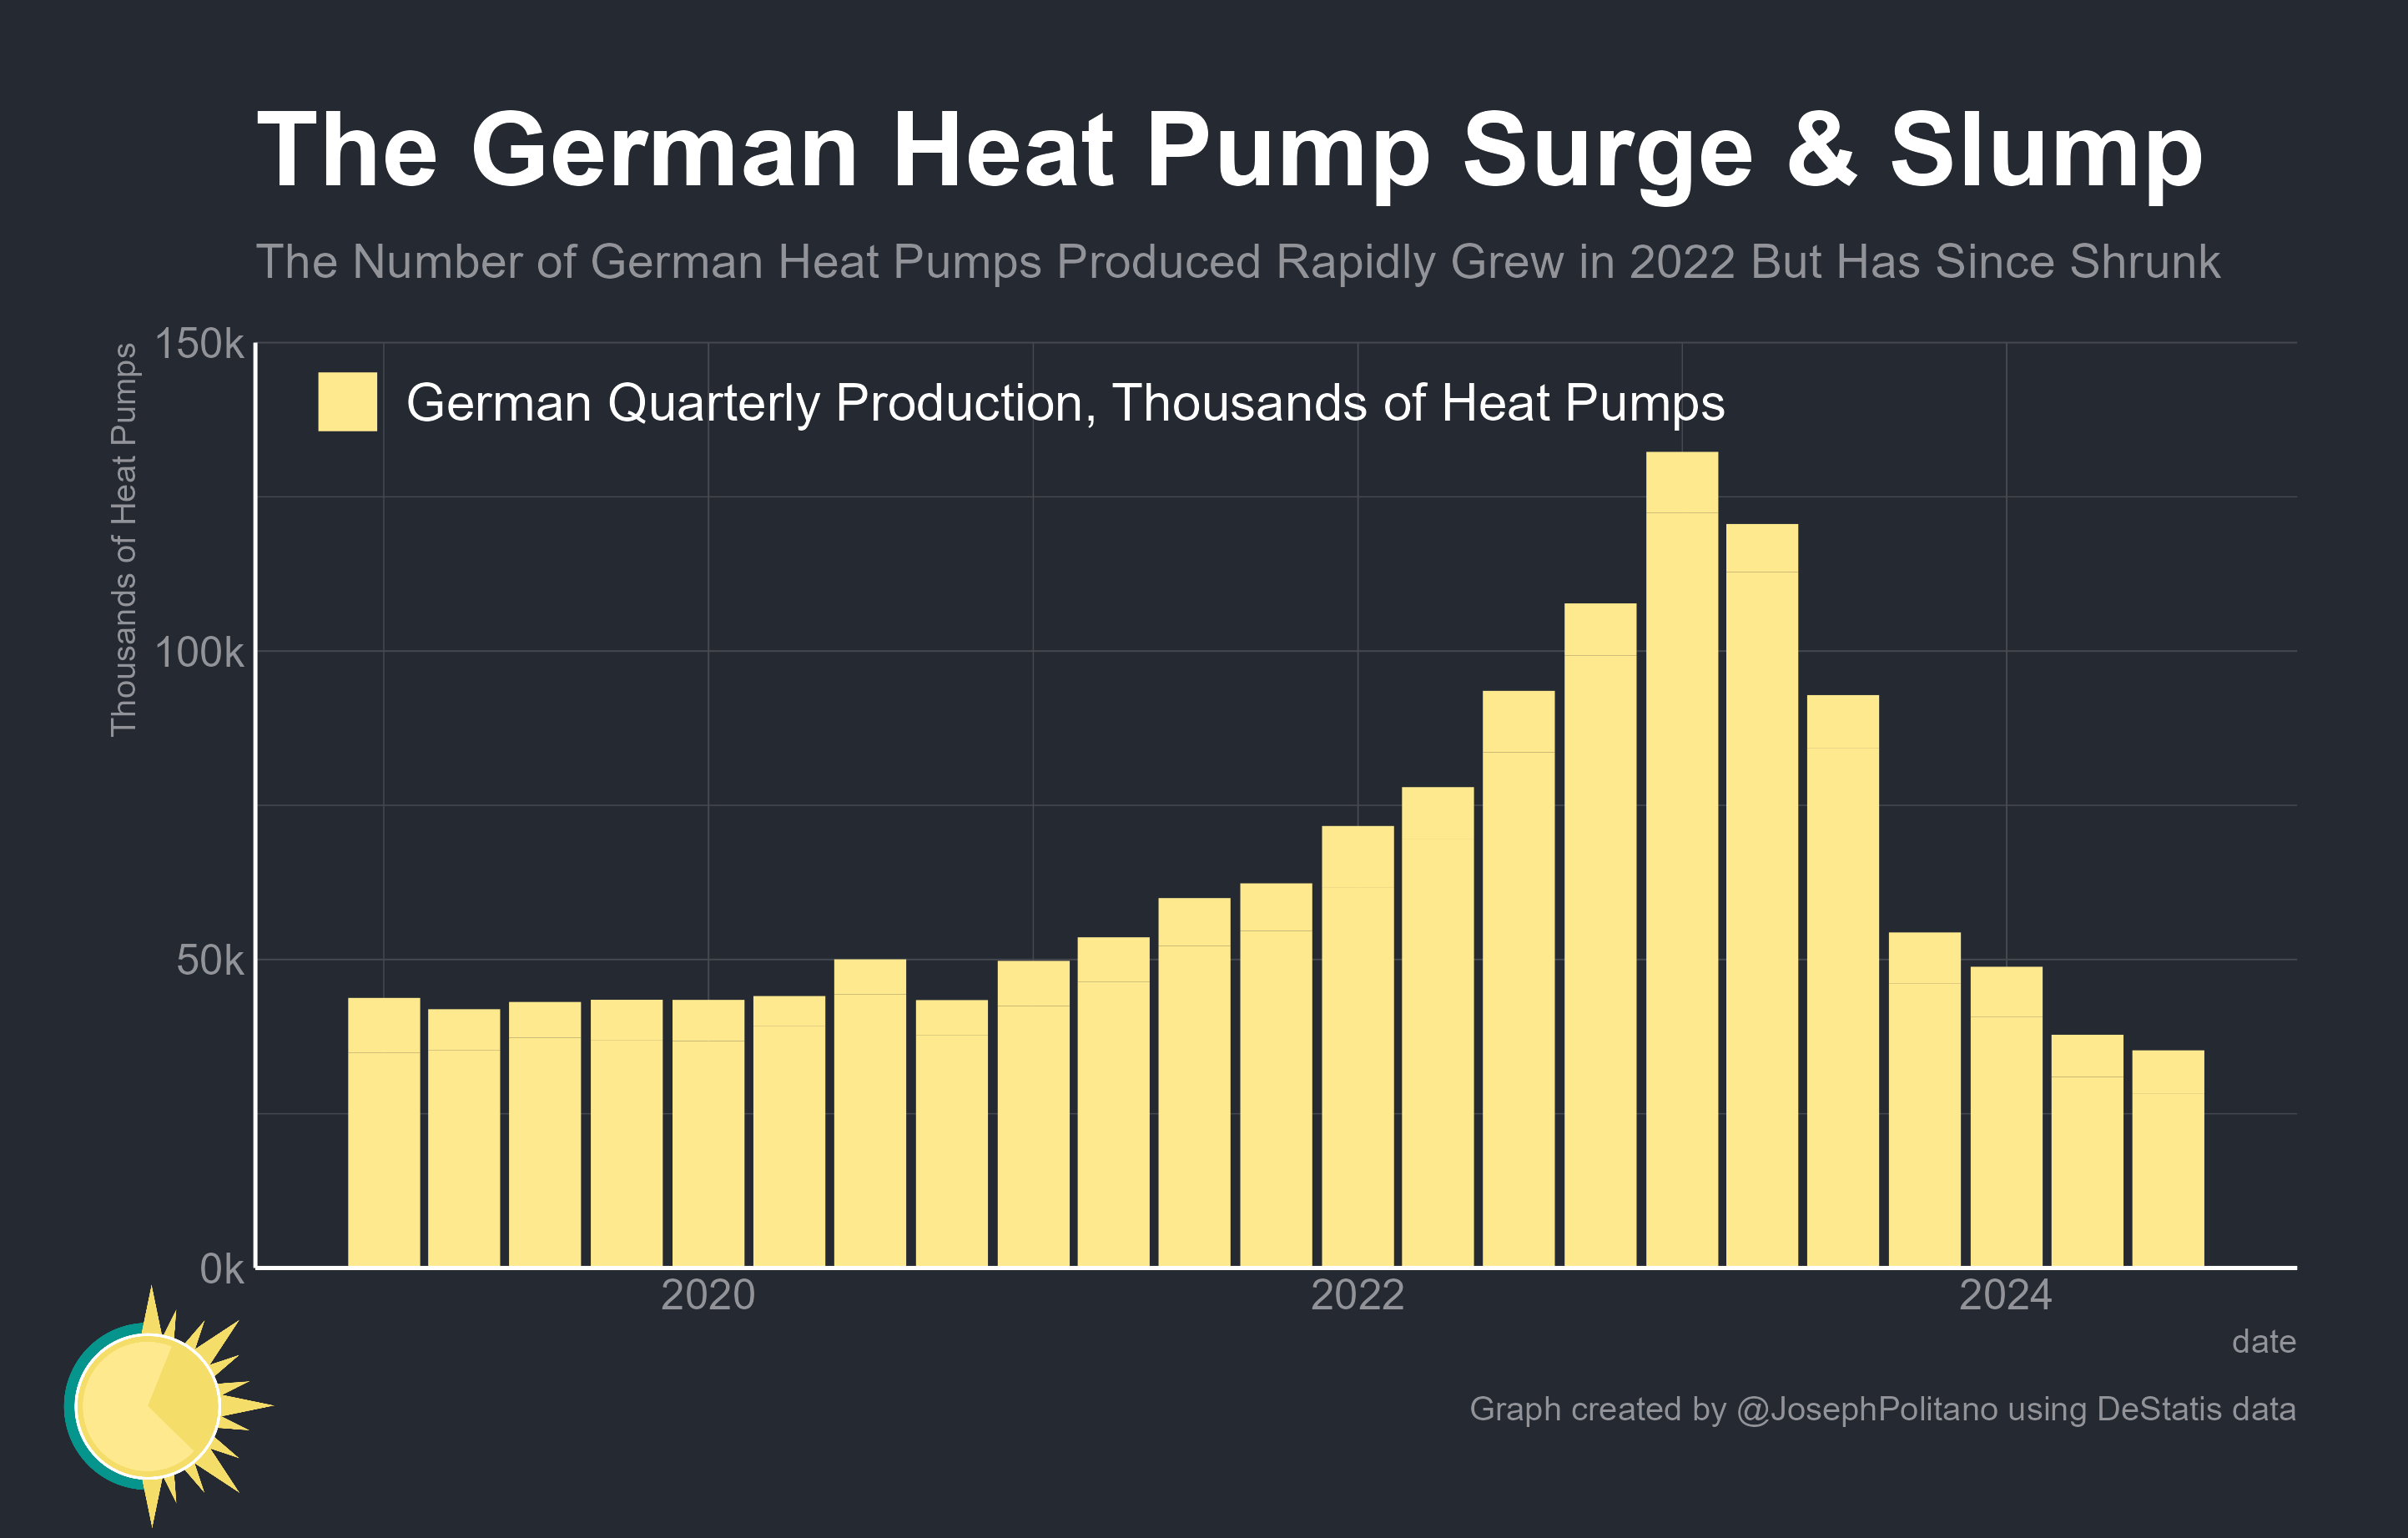 The German Heat Pump Surge & Slump
The Number of German Heat Pumps Produced Rapidly Grew in 2022 But Has Since Shrunk
Thousands of Heat Pumps
150k
100k
50k
0k
German Quarterly Production, Thousands of Heat Pumps
2020
2022
2024
date
Graph created by @JosephPolitano using DeStatis data